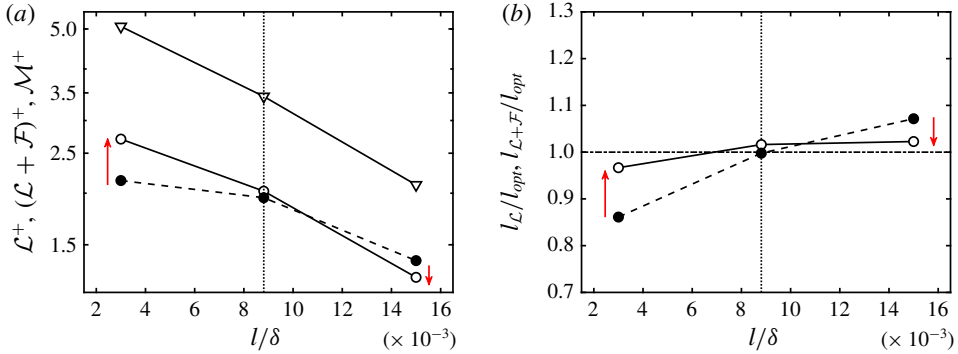 (a)
5.0
3.5
2.5
1.5
ℒ⁺, (ℒ + ℱ)⁺, ℳ⁺
2 4 6 8 10 12 14 16
l/δ (× 10⁻³)
(b)
1.3
1.2
1.1
1.0
0.9
0.8
0.7
l_ℒ/l_opt, l_ℒ+ℱ/l_opt
2 4 6 8 10 12 14 16
l/δ (× 10⁻³)